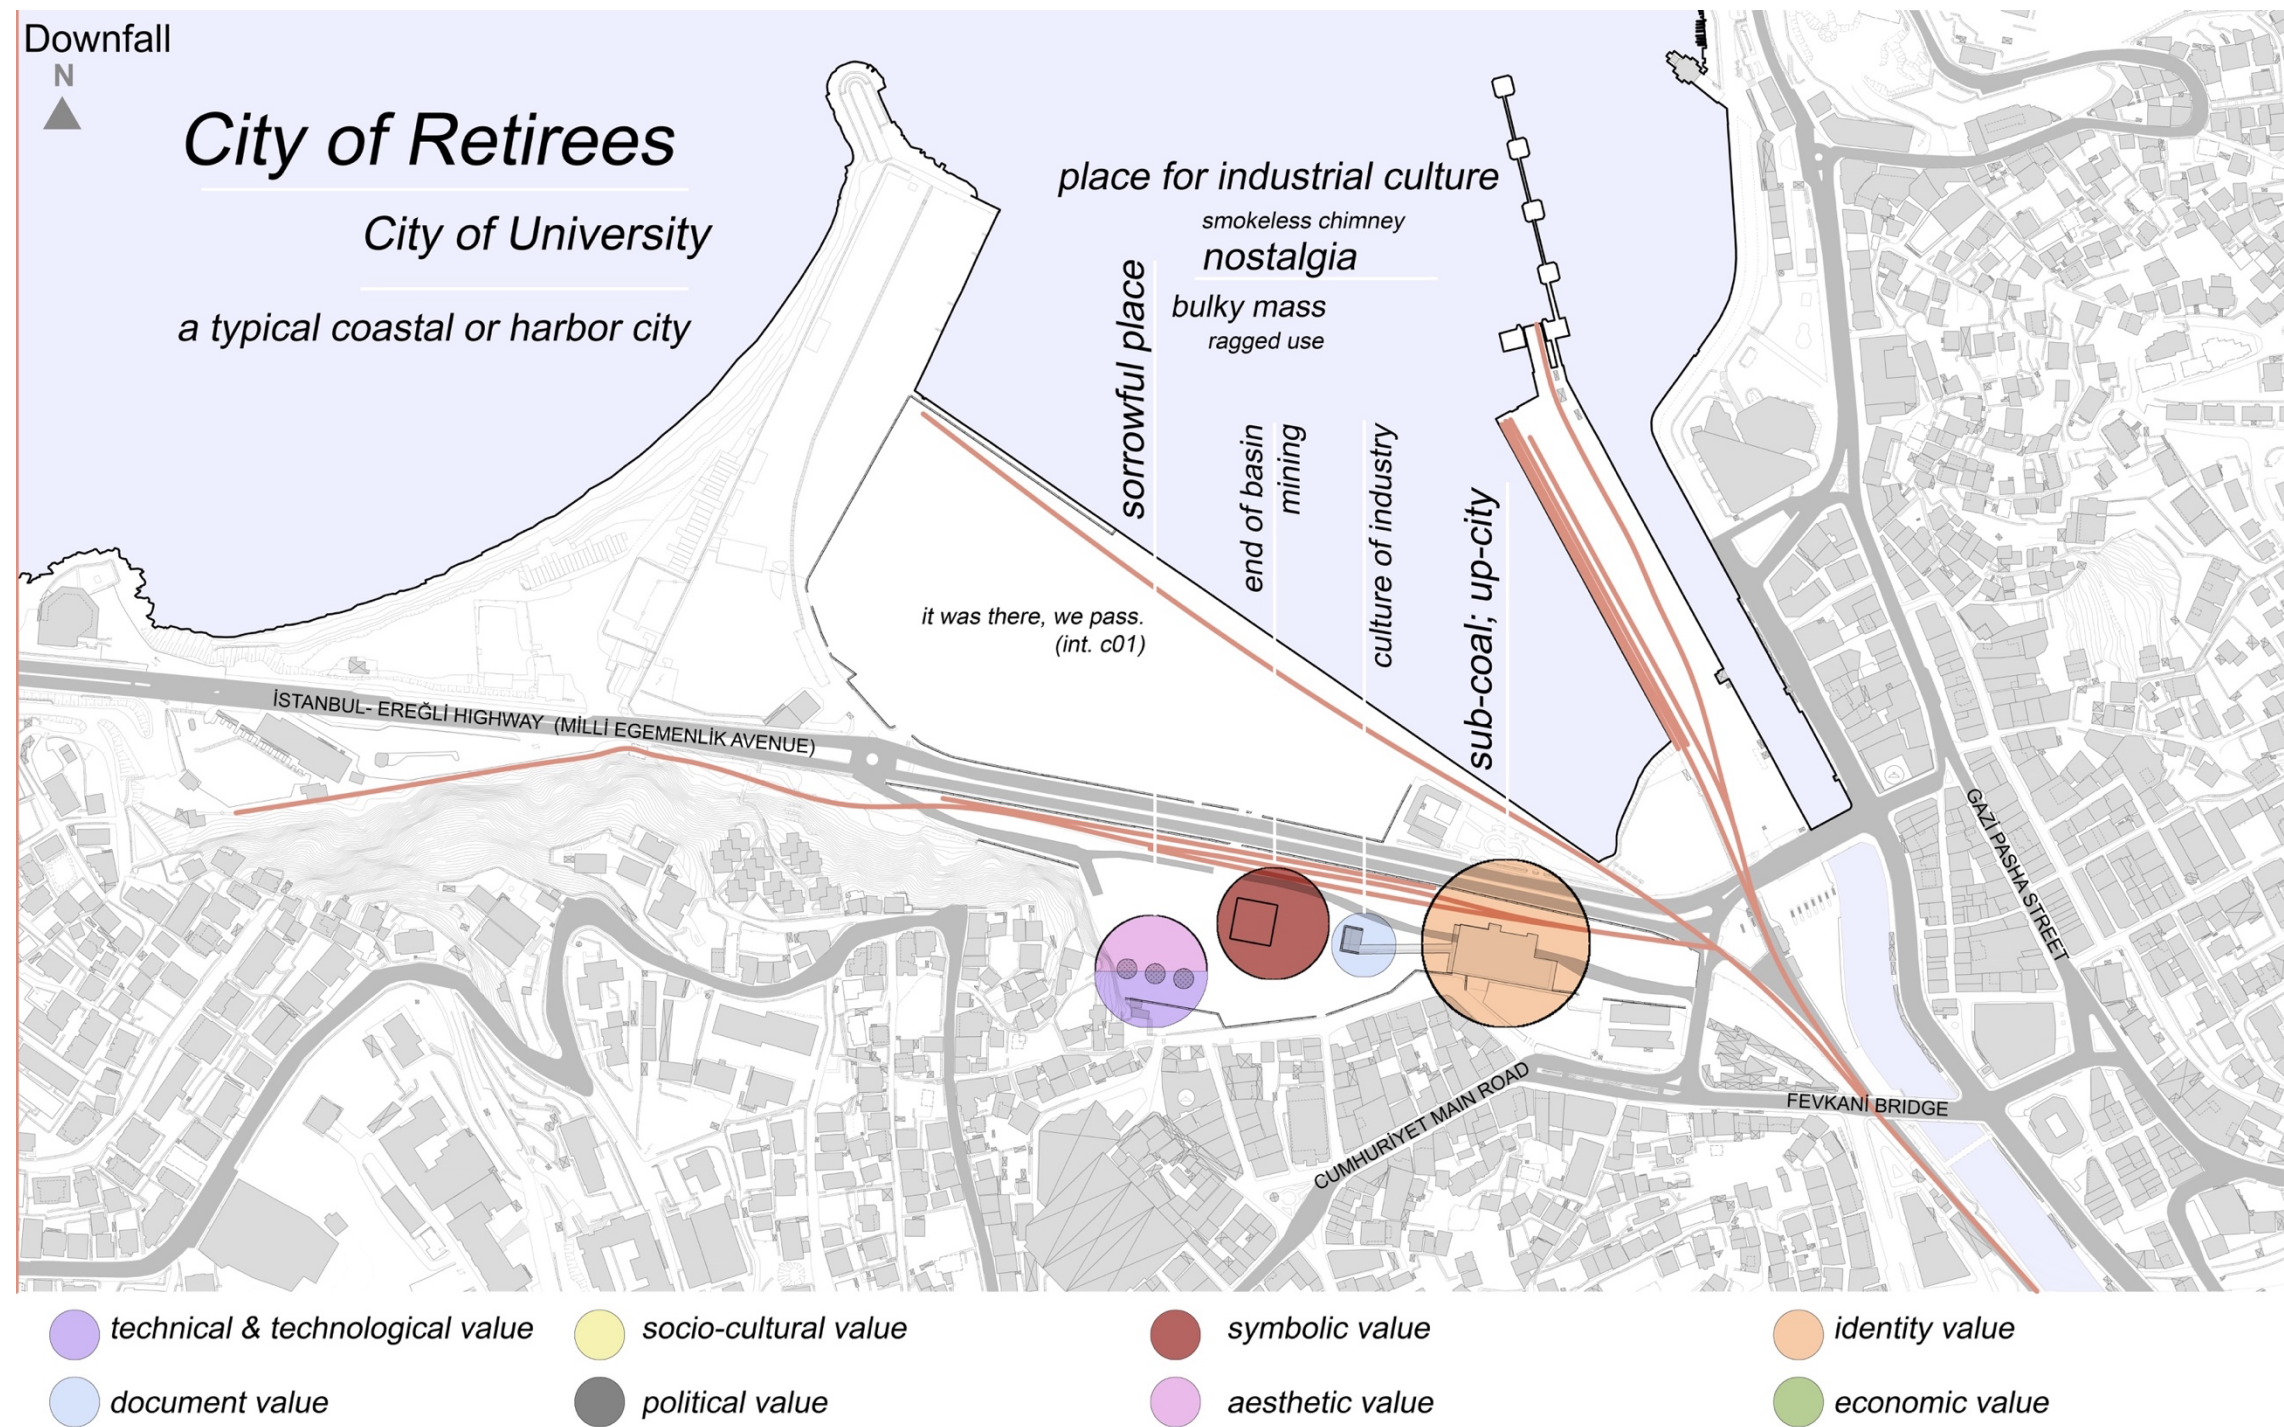 Downfall
N
City of Retirees
City of University
a typical coastal or harbor city
place for industrial culture
smokeless chimney
nostalgia
bulky mass
ragged use
sorrowful place
end of basin
mining
culture of industry
sub-coal; up-city
it was there, we pass.
(int. c01)
İSTANBUL- EREĞLİ HIGHWAY (MİLLİ EGEMENLİK AVENUE)
GAZİ PASHA STREET
CUMHURİYET MAIN ROAD
FEVKANİ BRIDGE
technical & technological value
socio-cultural value
symbolic value
identity value
document value
political value
aesthetic value
economic value